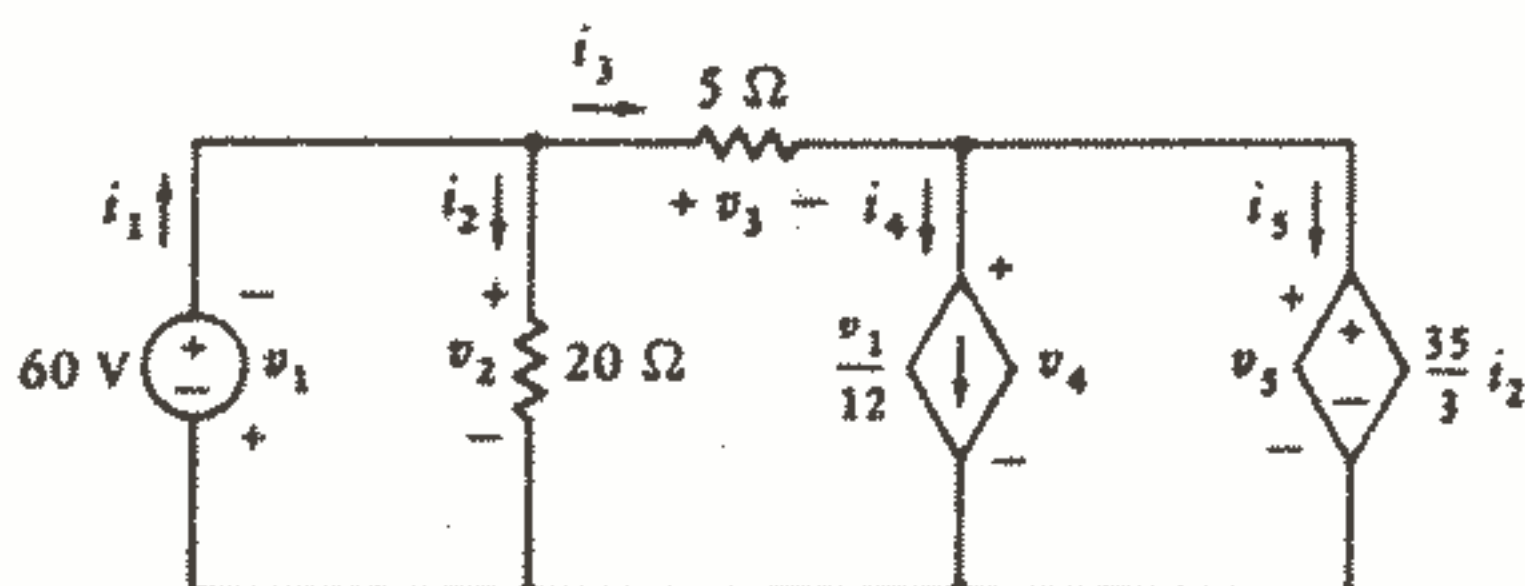 i₃
5 Ω
i₁
i₂
+ v₃ −
i₄
i₅
−
+
+
+
60 V
+
−
v₁
v₂
20 Ω
v₁
12
v₄
v₅
+
−
35
3
i₂
+
−
−
−